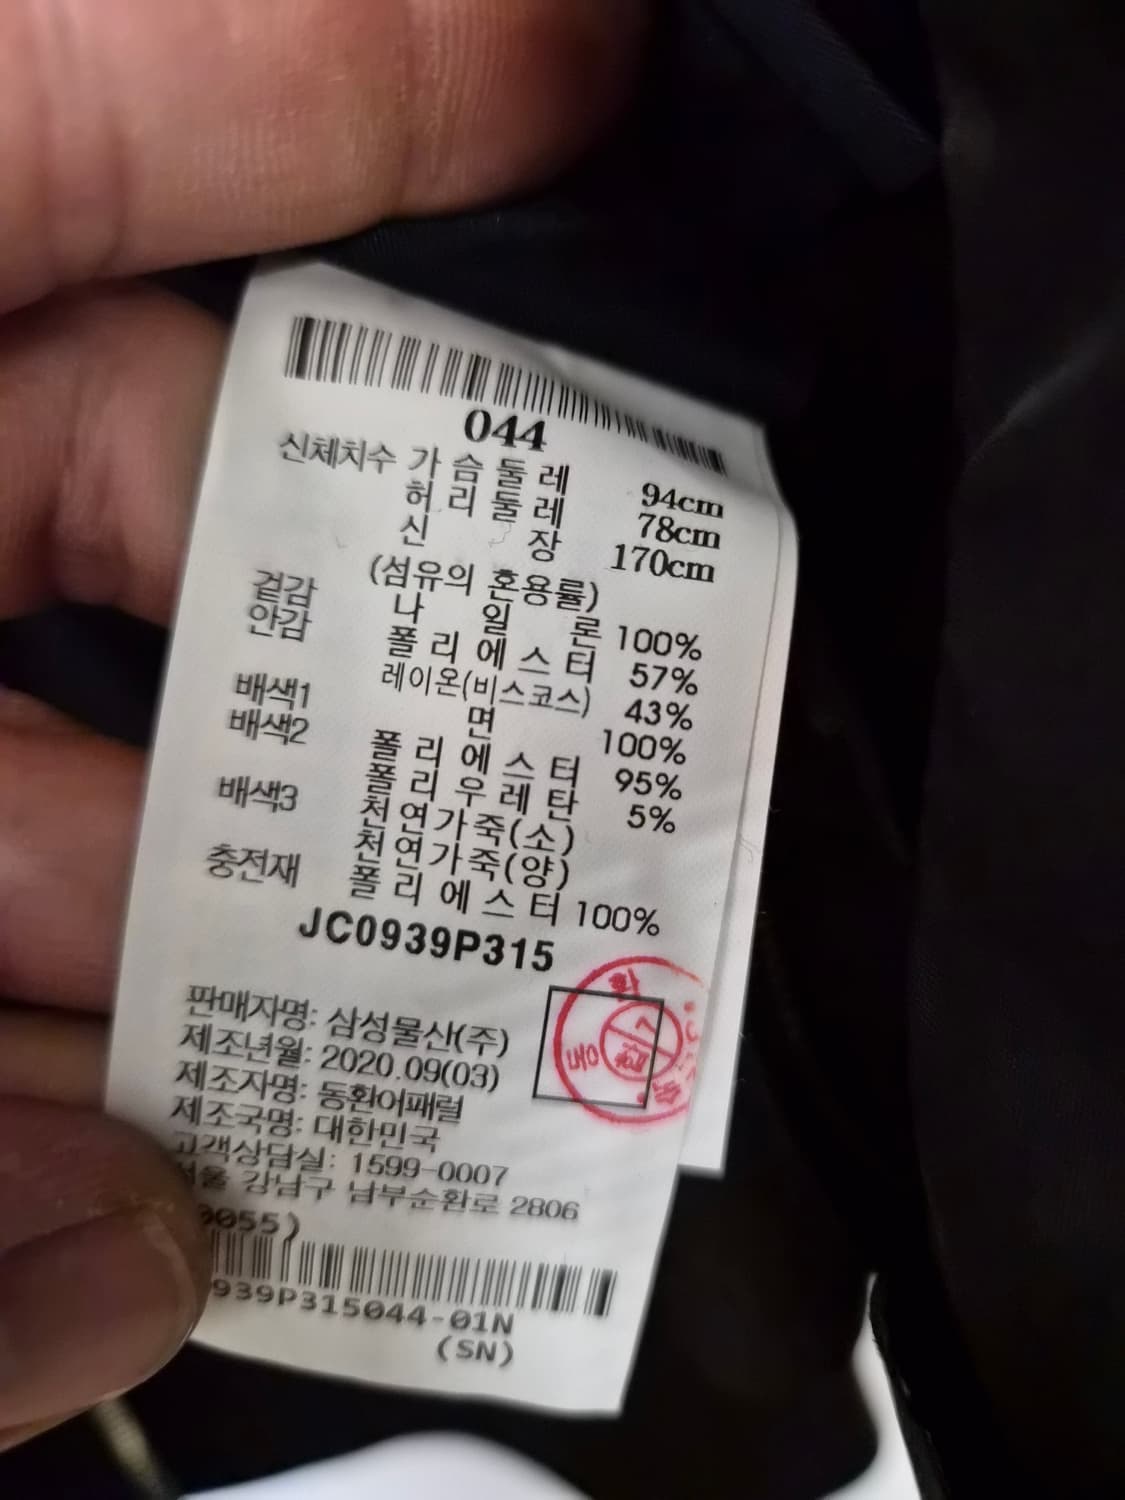 044
신체치수 가슴둘레 94cm
허리둘레 78cm
신장 170cm
(섬유의 혼용률)
겉감 나일론 100%
안감 폴리에스터 57%
레이온(비스코스) 43%
배색1 면 100%
배색2 폴리에스터 95%
폴리우레탄 5%
배색3 천연가죽(소)
천연가죽(양)
충전재 폴리에스터 100%
JC0939P315
판매자명: 삼성물산(주)
제조년월: 2020.09(03)
제조자명: 동환어패럴
제조국명: 대한민국
고객상담실: 1599-0007
서울 강남구 남부순환로 2806
0055)
939P315044-01N
(SN)